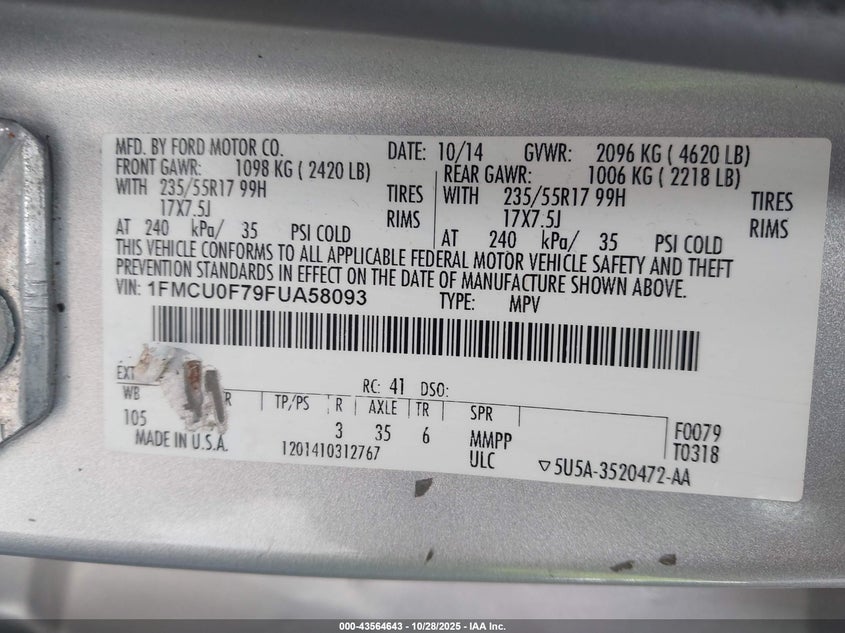 MFD. BY FORD MOTOR CO. DATE: 10/14 GVWR: 2096 KG ( 4620 LB)
FRONT GAWR: 1098 KG ( 2420 LB) REAR GAWR: 1006 KG ( 2218 LB)
WITH 235/55R17 99H TIRES WITH 235/55R17 99H TIRES
17X7.5J RIMS 17X7.5J RIMS
AT 240 kPa/ 35 PSI COLD AT 240 kPa/ 35 PSI COLD
THIS VEHICLE CONFORMS TO ALL APPLICABLE FEDERAL MOTOR VEHICLE SAFETY AND THEFT
PREVENTION STANDARDS IN EFFECT ON THE DATE OF MANUFACTURE SHOWN ABOVE.
VIN: 1FMCU0F79FUA58093 TYPE: MPV
EXT RC: 41 DSO:
WB R TP/PS R AXLE TR SPR F0079
105 3 35 6 MMPP T0318
MADE IN U.S.A. 1201410312767 ULC ▽5U5A-3520472-AA
000-43564643 / 10/28/2025 - IAA Inc.